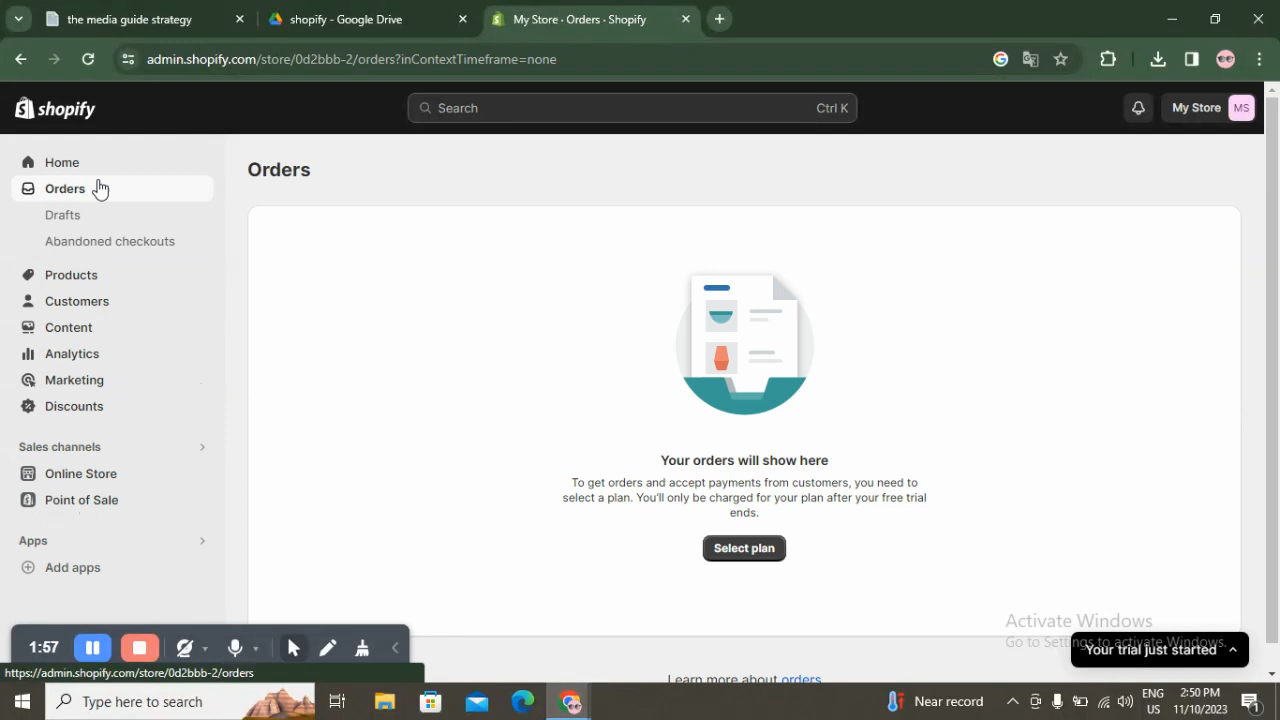 the media guide strategy
shopify - Google Drive
My Store · Orders · Shopify
admin.shopify.com/store/0d2bbb-2/orders?inContextTimeframe=none
shopify
Search
Ctrl K
My Store
MS
Home
Orders
Drafts
Abandoned checkouts
Products
Customers
Content
Analytics
Marketing
Discounts
Sales channels
Online Store
Point of Sale
Apps
Add apps
Orders
Your orders will show here
To get orders and accept payments from customers, you need to
select a plan. You'll only be charged for your plan after your free trial
ends.
Select plan
Learn more about orders
Activate Windows
Go to Settings to activate Windows.
Your trial just started
1:57
https://admin.shopify.com/store/0d2bbb-2/orders
Type here to search
Near record
ENG
US
2:50 PM
11/10/2023
1